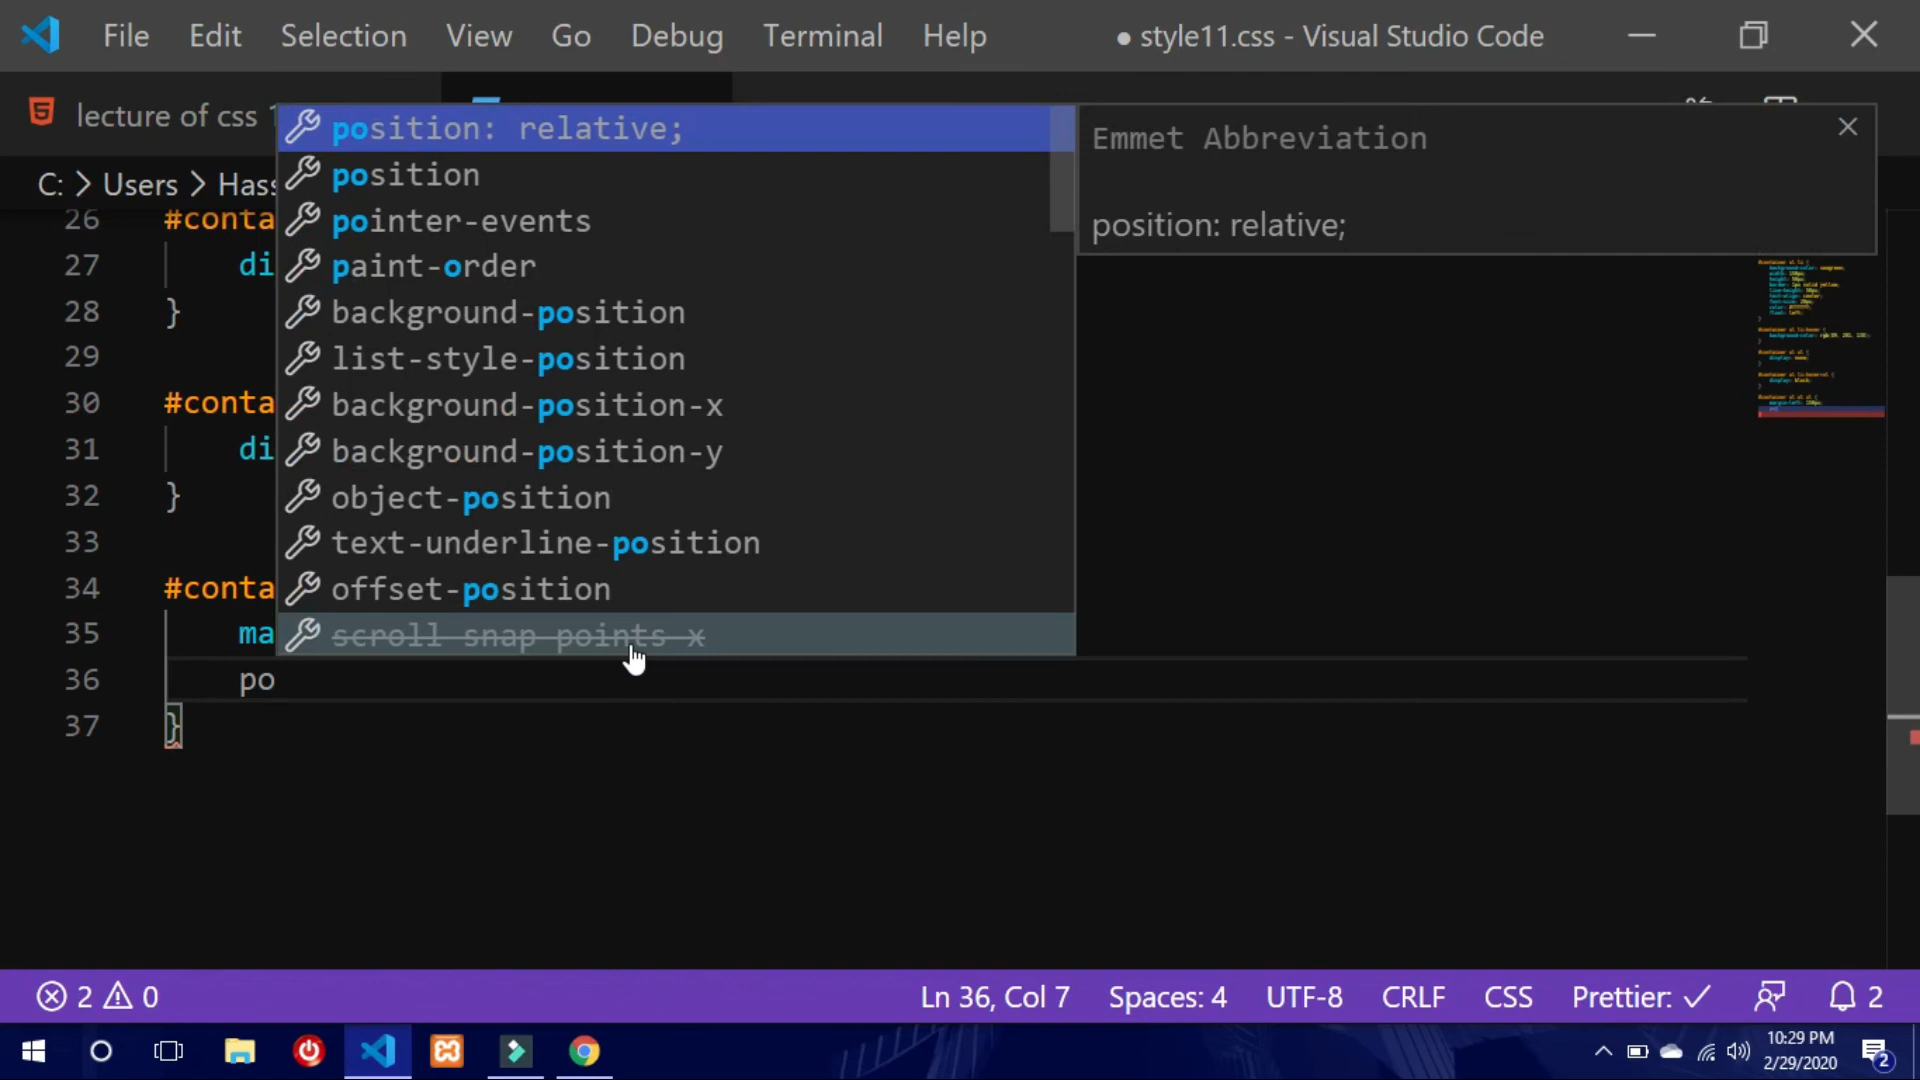 File Edit Selection View Go Debug Terminal Help ● style11.css - Visual Studio Code
lecture of css
C: > Users > Hass
position: relative;
position
pointer-events
paint-order
background-position
list-style-position
background-position-x
background-position-y
object-position
text-underline-position
offset-position
scroll-snap-points-x
Emmet Abbreviation
position: relative;
26 #conta
27 di
28 }
29
30 #conta
31 di
32 }
33
34 #conta
35 ma
36 po
37 }
2 0 Ln 36, Col 7 Spaces: 4 UTF-8 CRLF CSS Prettier: ✓ 2
10:29 PM
2/29/2020
2